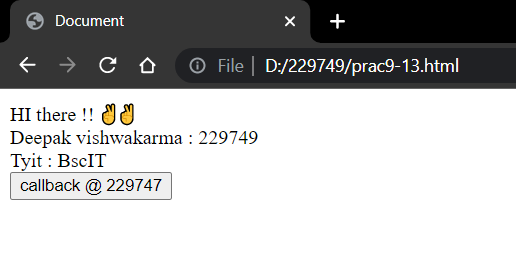 Document
File | D:/229749/prac9-13.html
HI there !! ✌✌
Deepak vishwakarma : 229749
Tyit : BscIT
callback @ 229747